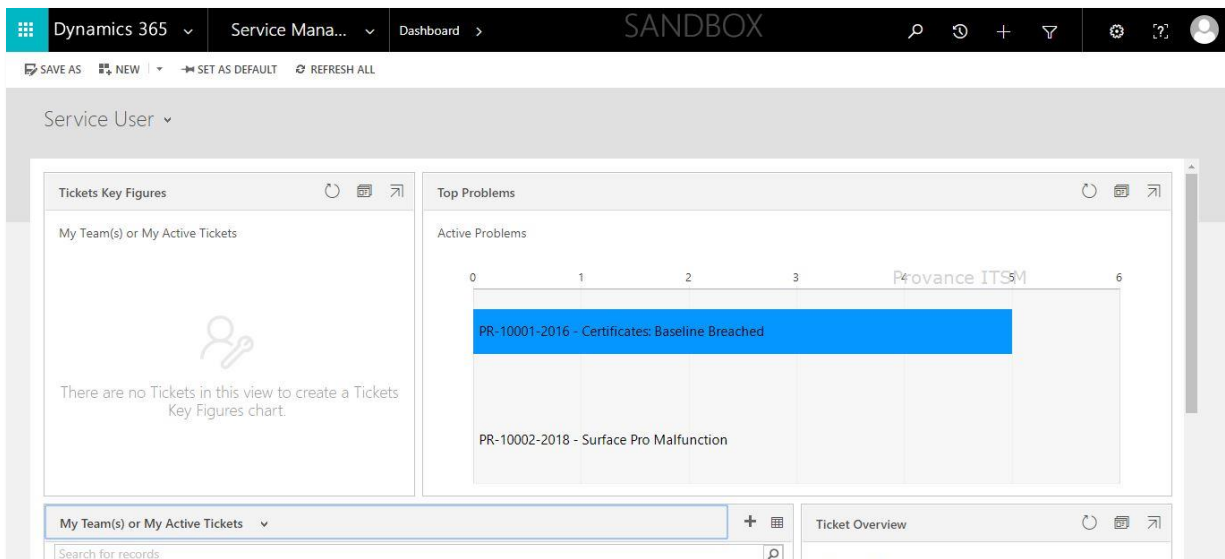 Dynamics 365
Service Mana...
Dashboard
SANDBOX
SAVE AS
NEW
SET AS DEFAULT
REFRESH ALL
Service User
Tickets Key Figures
Top Problems
My Team(s) or My Active Tickets
Active Problems
0 1 2 3 4 5 6
Provance ITSM
PR-10001-2016 - Certificates: Baseline Breached
There are no Tickets in this view to create a Tickets
Key Figures chart.
PR-10002-2018 - Surface Pro Malfunction
My Team(s) or My Active Tickets
Ticket Overview
Search for records